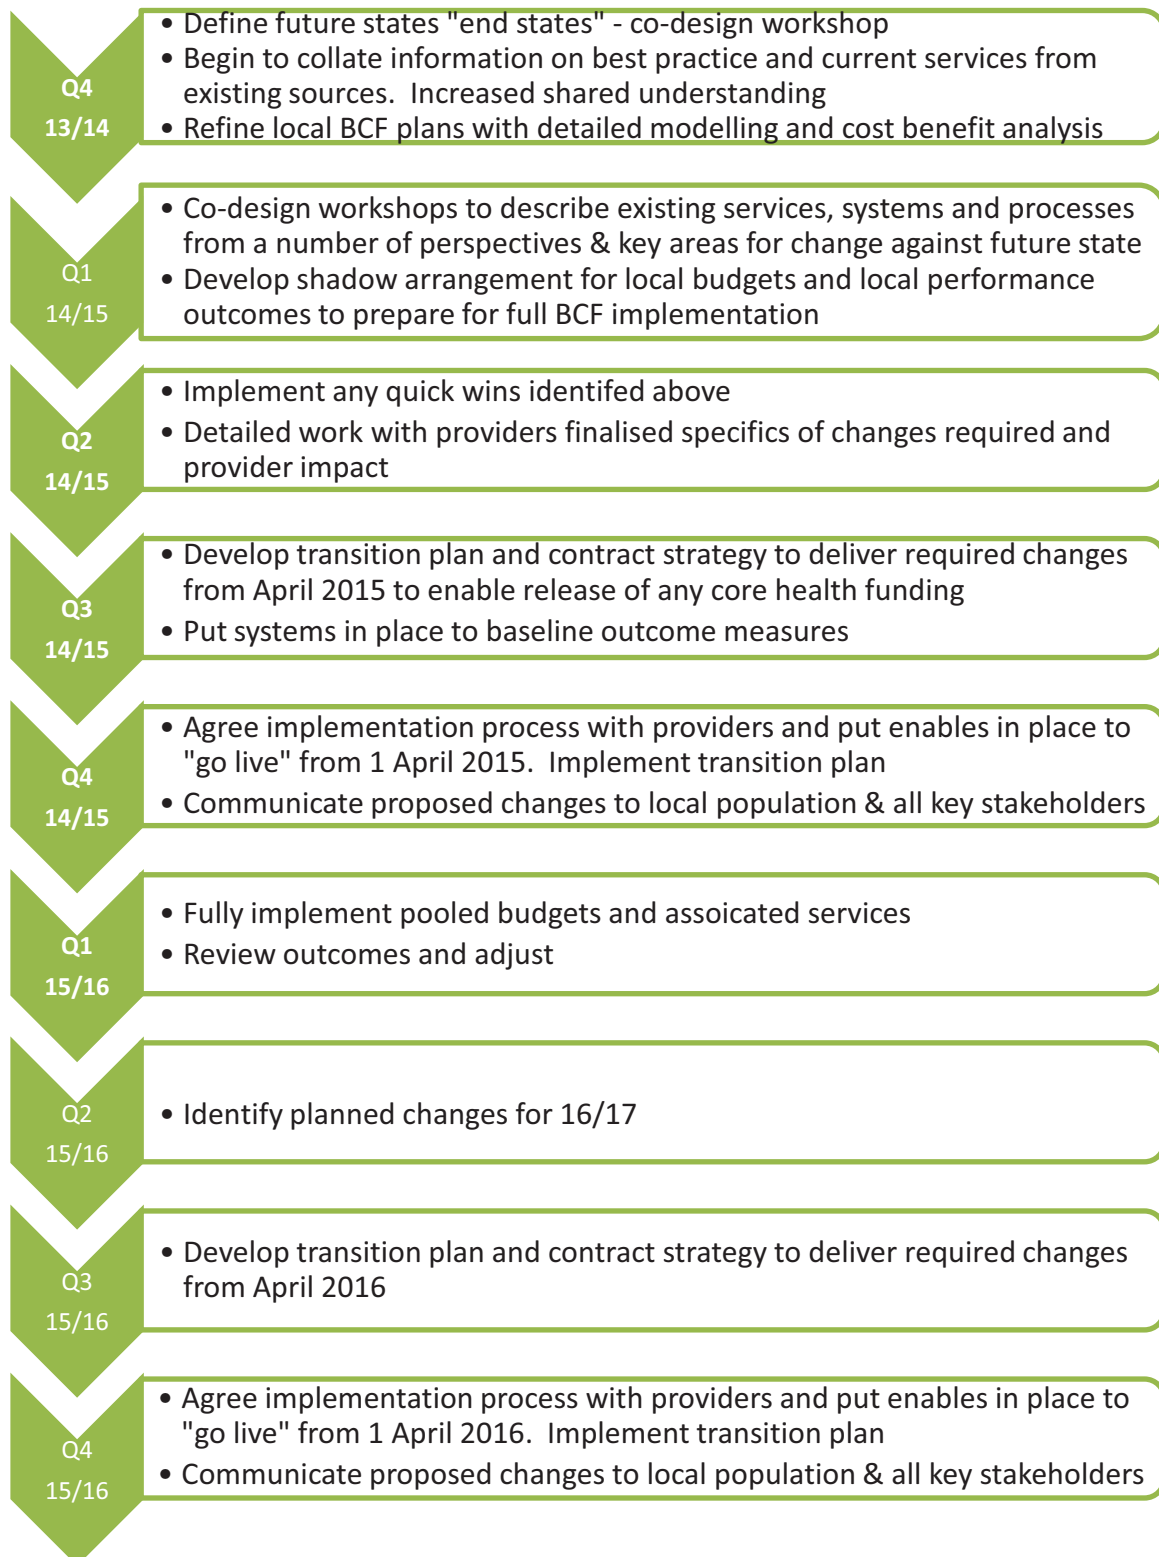 Q4
13/14
• Define future states "end states" - co-design workshop
• Begin to collate information on best practice and current services from
existing sources.  Increased shared understanding
• Refine local BCF plans with detailed modelling and cost benefit analysis
Q1
14/15
• Co-design workshops to describe existing services, systems and processes
from a number of perspectives & key areas for change against future state
• Develop shadow arrangement for local budgets and local performance
outcomes to prepare for full BCF implementation
Q2
14/15
• Implement any quick wins identifed above
• Detailed work with providers finalised specifics of changes required and
provider impact
Q3
14/15
• Develop transition plan and contract strategy to deliver required changes
from April 2015 to enable release of any core health funding
• Put systems in place to baseline outcome measures
Q4
14/15
• Agree implementation process with providers and put enables in place to
"go live" from 1 April 2015.  Implement transition plan
• Communicate proposed changes to local population & all key stakeholders
Q1
15/16
• Fully implement pooled budgets and assoicated services
• Review outcomes and adjust
Q2
15/16
• Identify planned changes for 16/17
Q3
15/16
• Develop transition plan and contract strategy to deliver required changes
from April 2016
Q4
15/16
• Agree implementation process with providers and put enables in place to
"go live" from 1 April 2016.  Implement transition plan
• Communicate proposed changes to local population & all key stakeholders